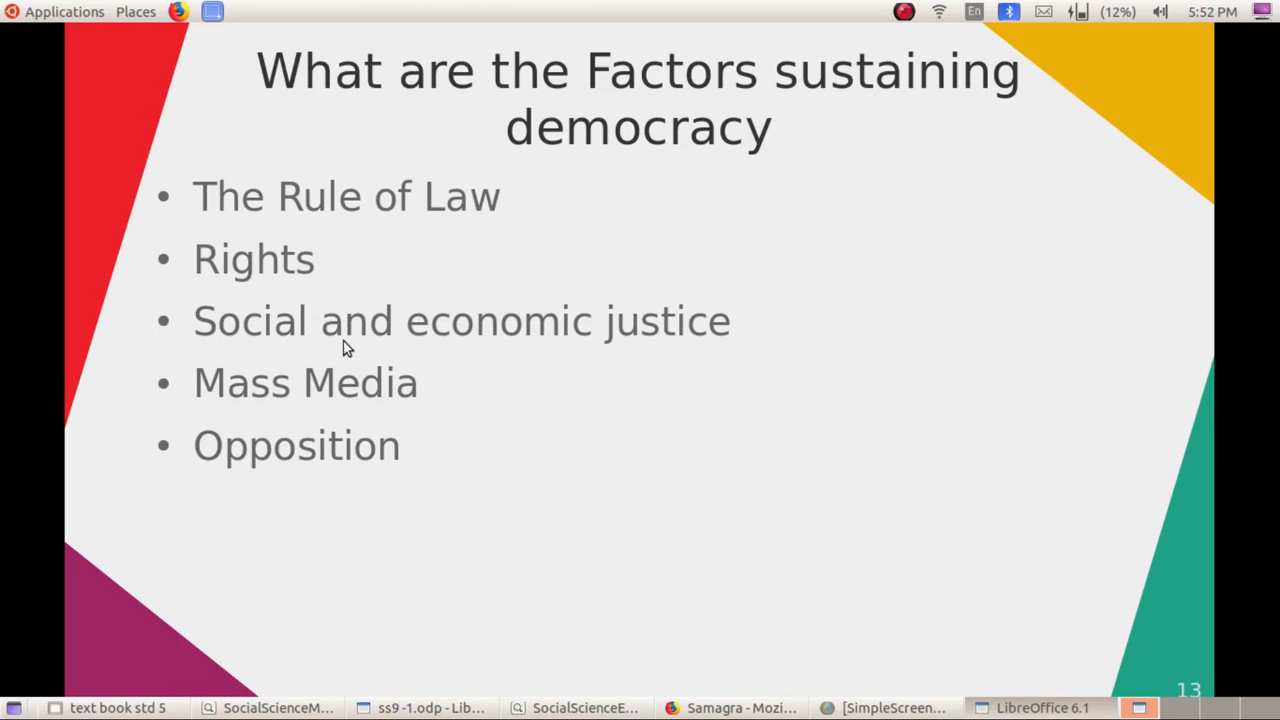 Applications Places En (12%) 5:52 PM
What are the Factors sustaining
democracy
• The Rule of Law
• Rights
• Social and economic justice
• Mass Media
• Opposition
13
text book std 5 SocialScienceM... ss9 -1.odp - Lib... SocialScienceE... Samagra - Mozi... [SimpleScreen... LibreOffice 6.1